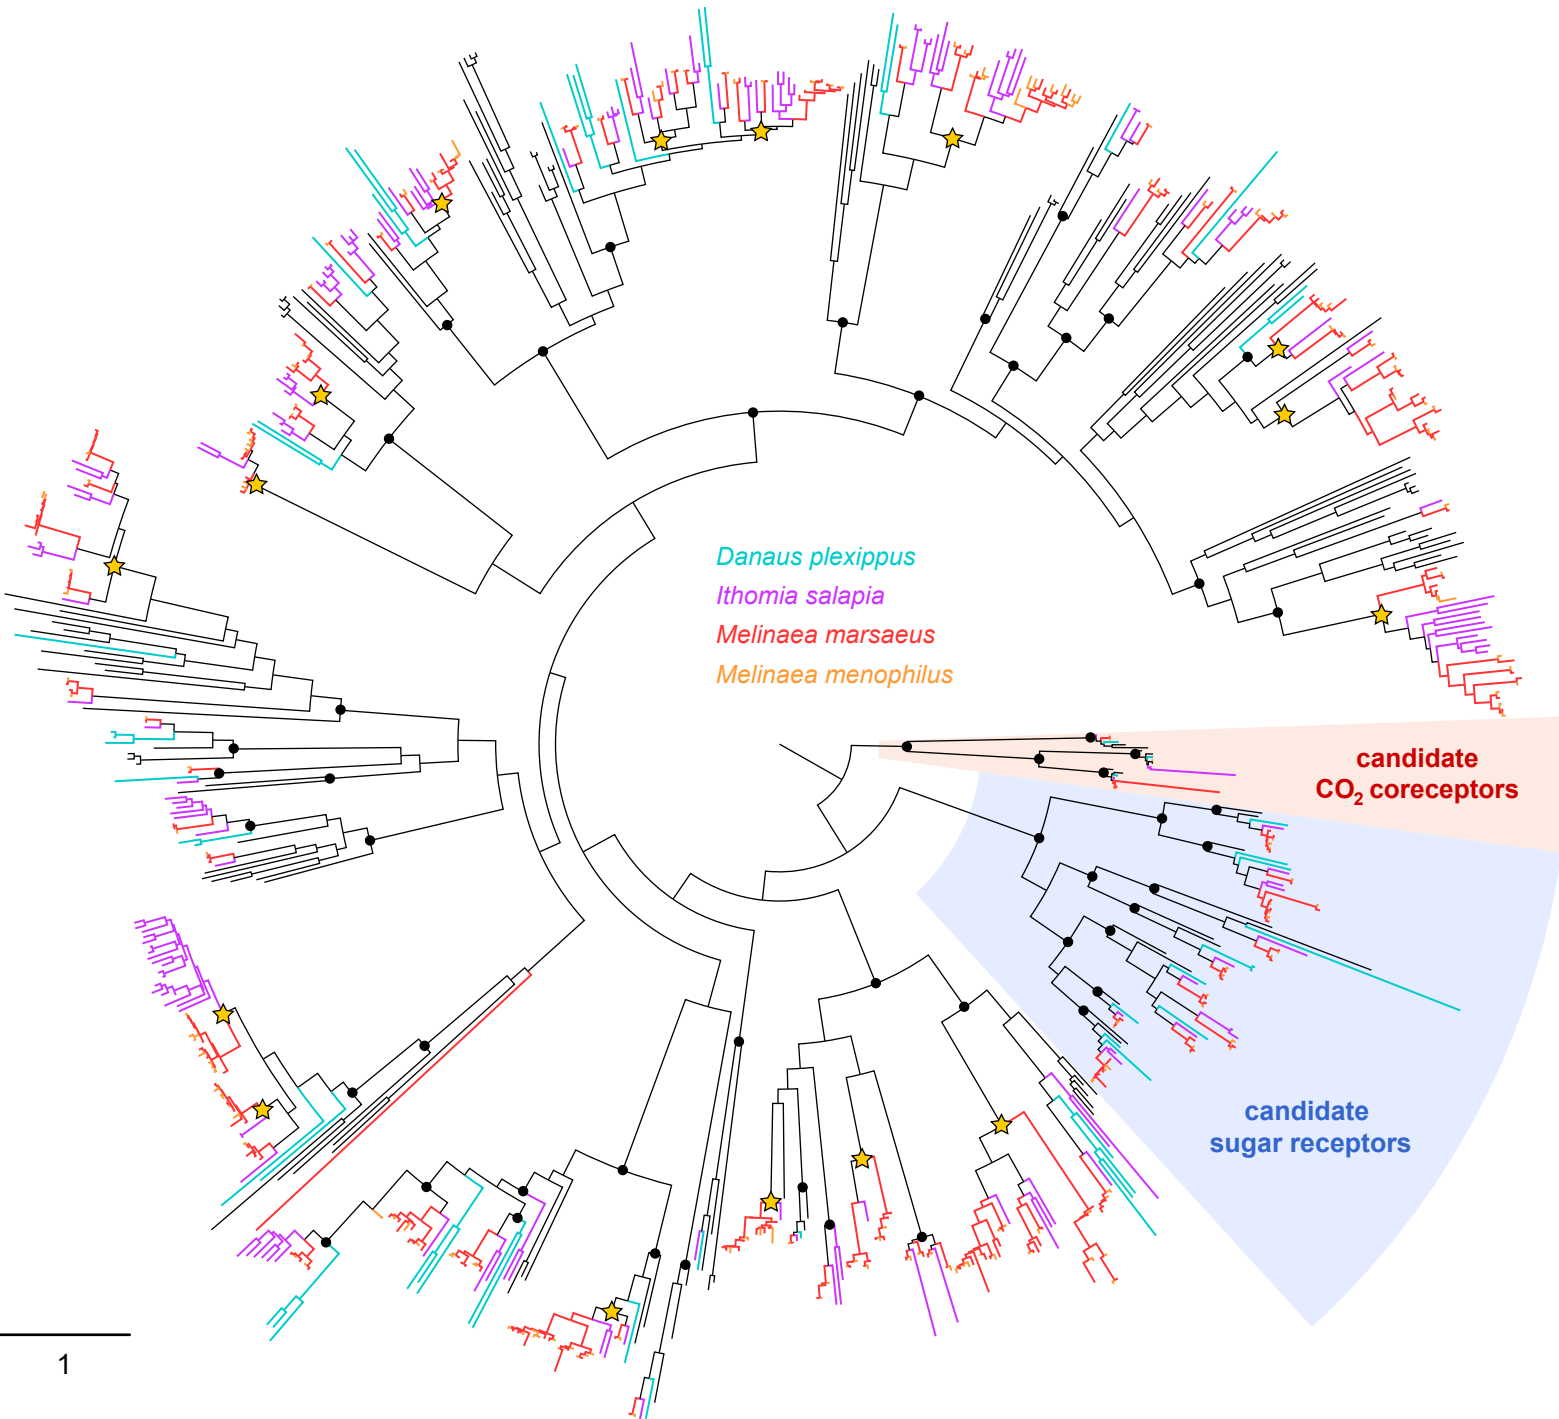 Danaus plexippus
Ithomia salapia
Melinaea marsaeus
Melinaea menophilus
candidate
CO₂ coreceptors
candidate
sugar receptors
1